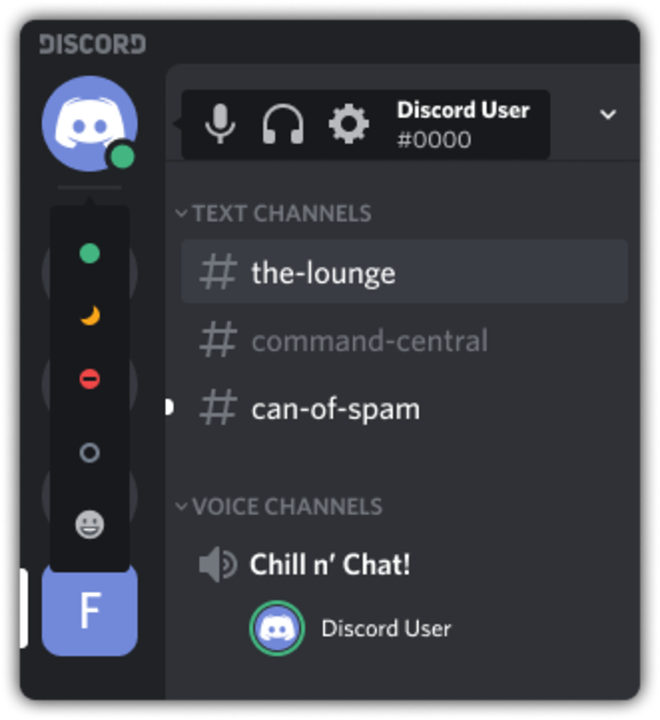 DISCORD
Discord User
#0000
TEXT CHANNELS
# the-lounge
# command-central
# can-of-spam
VOICE CHANNELS
Chill n’ Chat!
Discord User
F